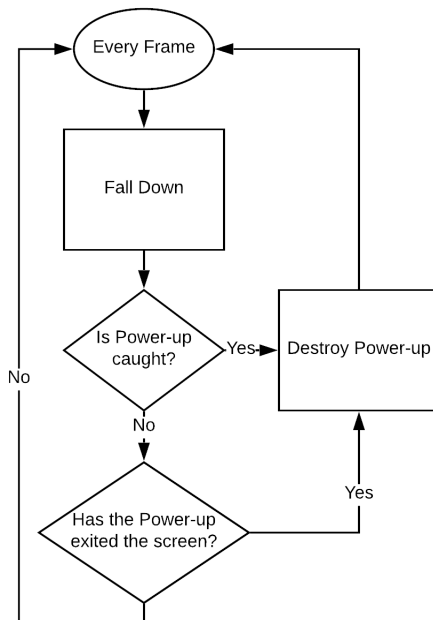 Every Frame
Fall Down
Is Power-up
caught?
Yes
Destroy Power-up
No
No
Has the Power-up
exited the screen?
Yes